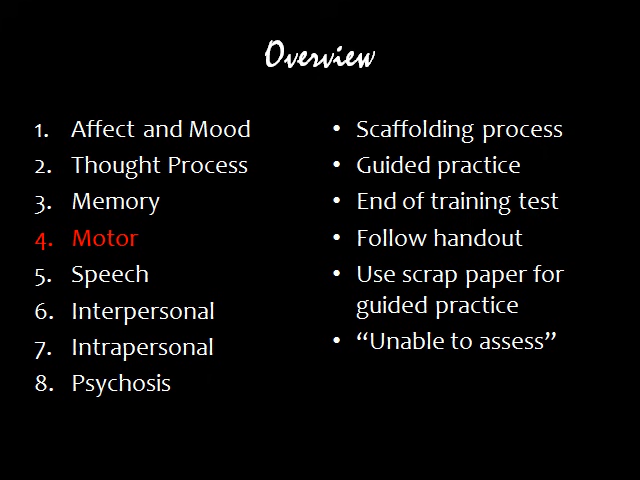 Overview
1. Affect and Mood
2. Thought Process
3. Memory
4. Motor
5. Speech
6. Interpersonal
7. Intrapersonal
8. Psychosis
• Scaffolding process
• Guided practice
• End of training test
• Follow handout
• Use scrap paper for
guided practice
• “Unable to assess”